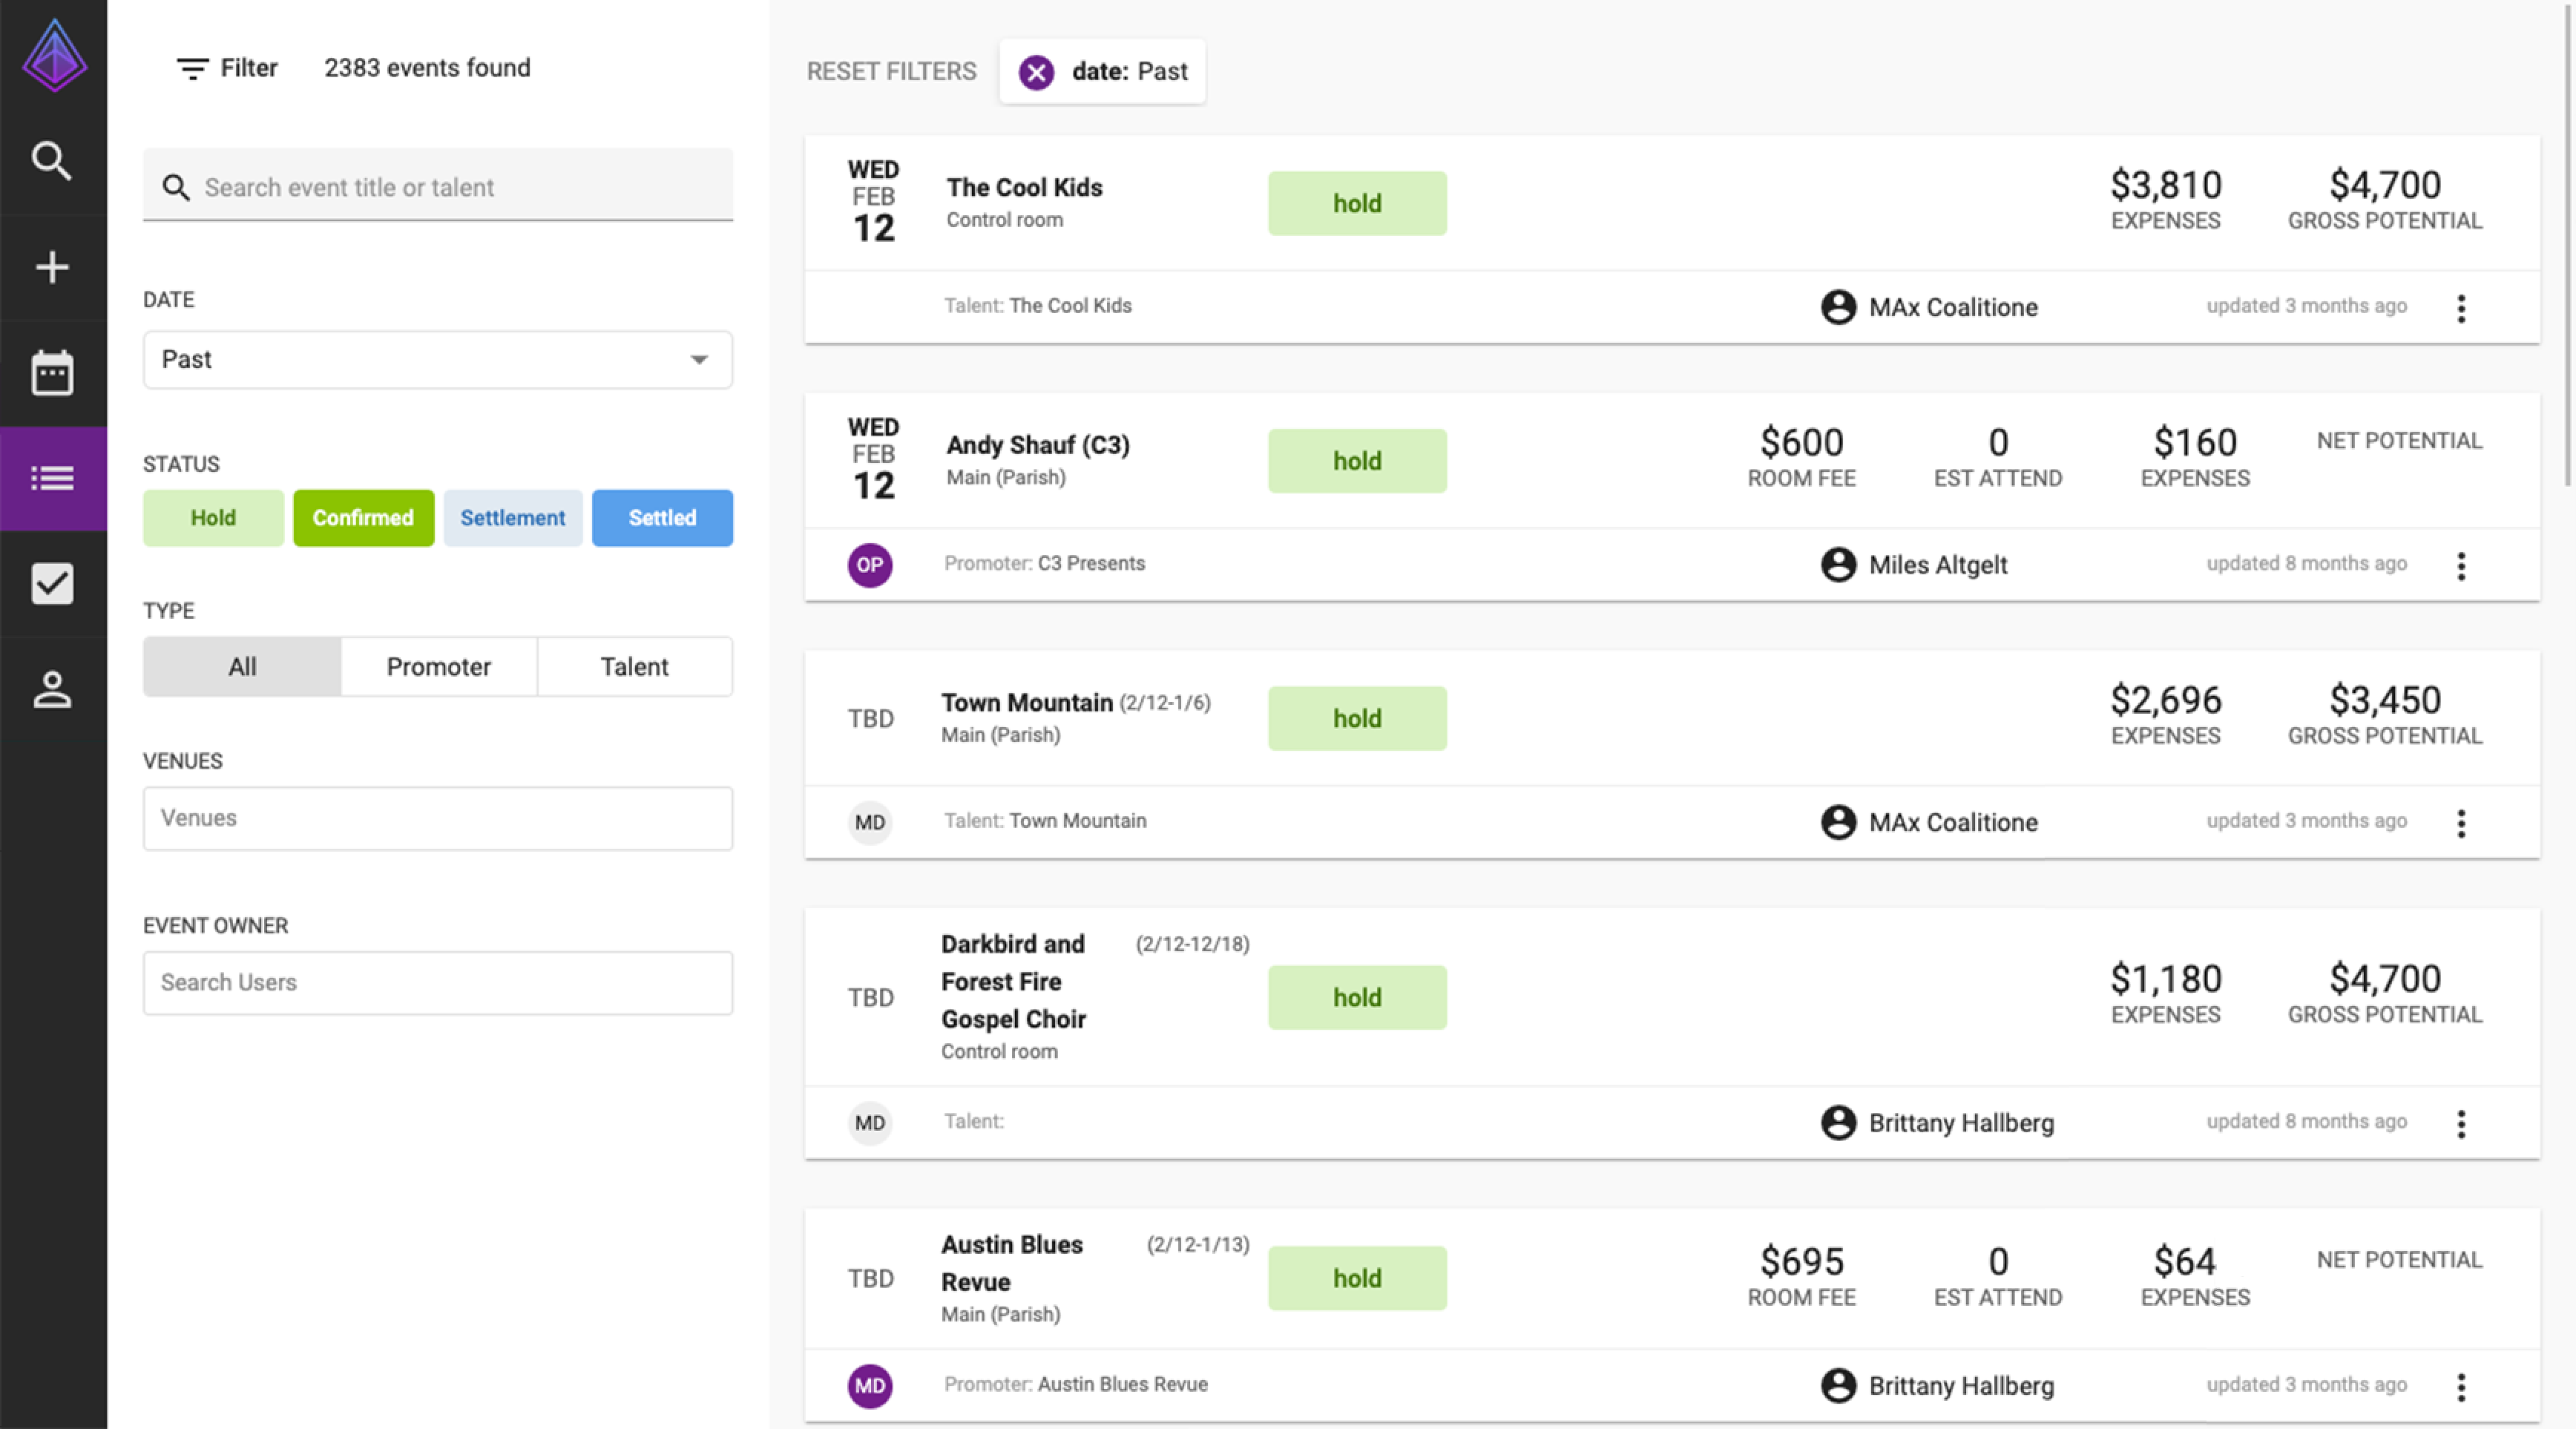 Filter 2383 events found
Search event title or talent
DATE
Past
STATUS
Hold Confirmed Settlement Settled
TYPE
All Promoter Talent
VENUES
Venues
EVENT OWNER
Search Users
RESET FILTERS date: Past
WED
FEB
12
The Cool Kids
Control room
hold
$3,810
EXPENSES
$4,700
GROSS POTENTIAL
Talent: The Cool Kids
MAx Coalitione
updated 3 months ago
WED
FEB
12
Andy Shauf (C3)
Main (Parish)
hold
$600
ROOM FEE
0
EST ATTEND
$160
EXPENSES
NET POTENTIAL
OP
Promoter: C3 Presents
Miles Altgelt
updated 8 months ago
TBD
Town Mountain (2/12-1/6)
Main (Parish)
hold
$2,696
EXPENSES
$3,450
GROSS POTENTIAL
MD
Talent: Town Mountain
MAx Coalitione
updated 3 months ago
TBD
Darkbird and (2/12-12/18)
Forest Fire
Gospel Choir
Control room
hold
$1,180
EXPENSES
$4,700
GROSS POTENTIAL
MD
Talent:
Brittany Hallberg
updated 8 months ago
TBD
Austin Blues (2/12-1/13)
Revue
Main (Parish)
hold
$695
ROOM FEE
0
EST ATTEND
$64
EXPENSES
NET POTENTIAL
MD
Promoter: Austin Blues Revue
Brittany Hallberg
updated 3 months ago